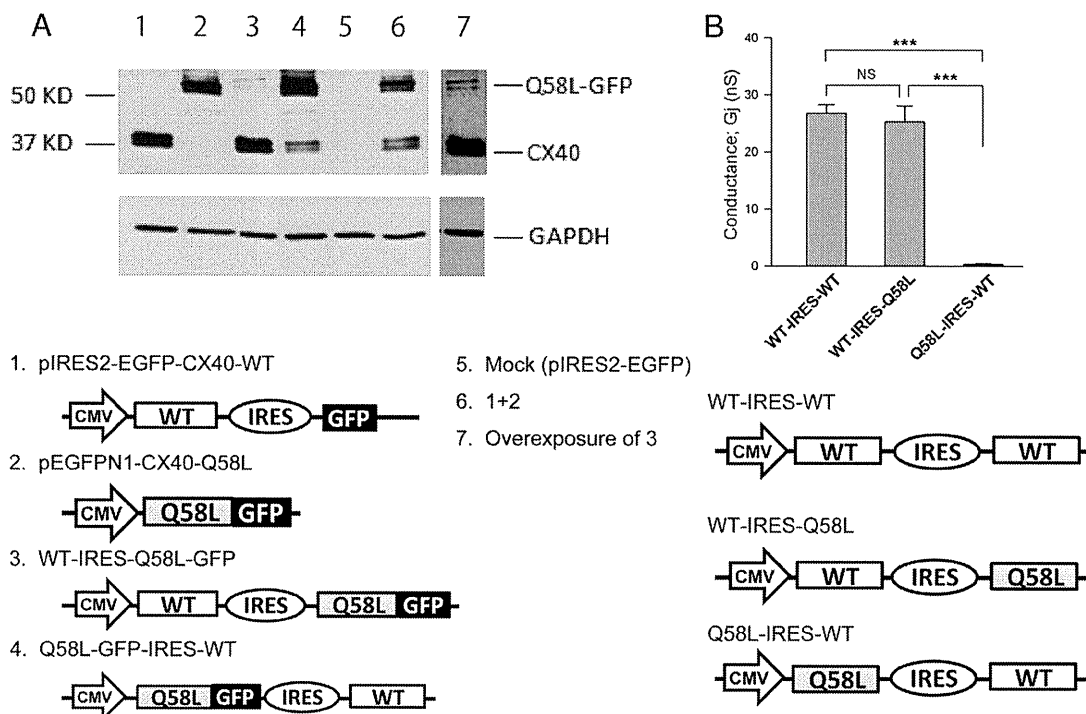 A
1 2 3 4 5 6 7
50 KD
37 KD
Q58L-GFP
CX40
GAPDH
B
Conductance; Gj (nS)
40
30
20
10
0
***
NS
***
WT-IRES-WT
WT-IRES-Q58L
Q58L-IRES-WT
1. pIRES2-EGFP-CX40-WT
CMV WT IRES GFP
2. pEGFPN1-CX40-Q58L
CMV Q58L GFP
3. WT-IRES-Q58L-GFP
CMV WT IRES Q58L GFP
4. Q58L-GFP-IRES-WT
CMV Q58L GFP IRES WT
5. Mock (pIRES2-EGFP)
6. 1+2
7. Overexposure of 3
WT-IRES-WT
CMV WT IRES WT
WT-IRES-Q58L
CMV WT IRES Q58L
Q58L-IRES-WT
CMV Q58L IRES WT